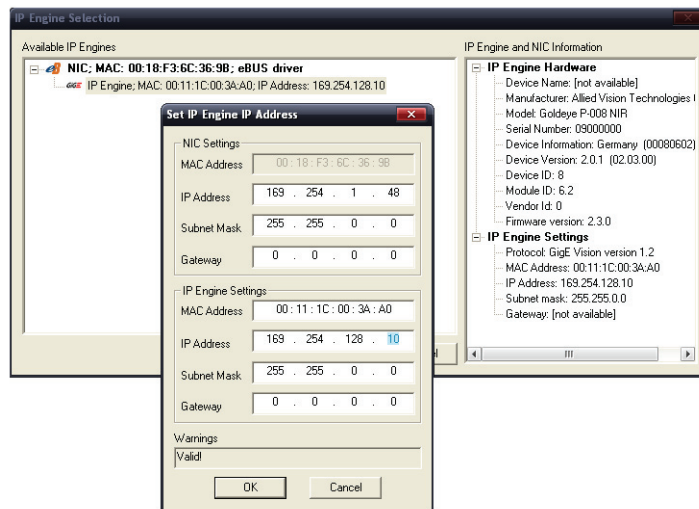 IP Engine Selection
Available IP Engines
NIC; MAC: 00:18:F3:6C:36:9B; eBUS driver
GIGE IP Engine; MAC: 00:11:1C:00:3A:A0; IP Address: 169.254.128.10
IP Engine and NIC Information
IP Engine Hardware
Device Name: [not available]
Manufacturer: Allied Vision Technologies
Model: Goldeye P-008 NIR
Serial Number: 09000000
Device Information: Germany (00080602)
Device Version: 2.0.1 (02.03.00)
Device ID: 8
Module ID: 6.2
Vendor Id: 0
Firmware version: 2.3.0
IP Engine Settings
Protocol: GigE Vision version 1.2
MAC Address: 00:11:1C:00:3A:A0
IP Address: 169.254.128.10
Subnet mask: 255.255.0.0
Gateway: [not available]
Set IP Engine IP Address
NIC Settings
MAC Address 00 : 18 : F3 : 6C : 36 : 9B
IP Address 169 . 254 . 1 . 48
Subnet Mask 255 . 255 . 0 . 0
Gateway 0 . 0 . 0 . 0
IP Engine Settings
MAC Address 00 : 11 : 1C : 00 : 3A : A0
IP Address 169 . 254 . 128 . 10
Subnet Mask 255 . 255 . 0 . 0
Gateway 0 . 0 . 0 . 0
Warnings
Valid!
OK Cancel